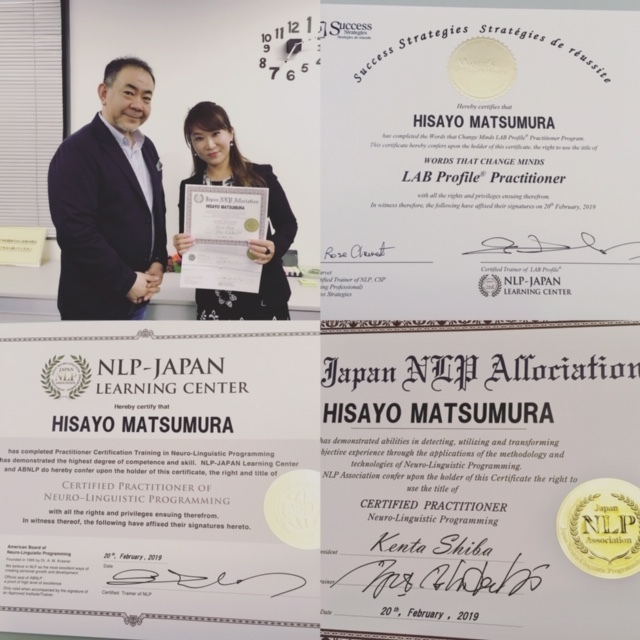 10 11 12 1
9
8
7 6 5
Japan NLP Association
HISAYO MATSUMURA
Success
Strategies
Stratégies de réussite
Success Strategies Stratégies de réussite
Hereby certifies that
HISAYO MATSUMURA
has completed the Words that Change Minds LAB Profile® Practitioner Program.
This certificate hereby confers upon the holder of this certificate, the right to use the title of
WORDS THAT CHANGE MINDS
LAB Profile® Practitioner
with all the rights and privileges ensuing therefrom.
In witness therefore, the following have affixed their signatures on 20th February, 2019
Certified Trainer of LAB Profile®
NLP-JAPAN
LEARNING CENTER
Trainer of NLP, CSP
Professionals
Strategies
NLP-JAPAN
LEARNING CENTER
Hereby certify that
HISAYO MATSUMURA
has completed Practitioner Certification Training in Neuro-Linguistic Programming
has demonstrated the highest degree of competence and skill. NLP-JAPAN Learning Center
and ABNLP do hereby confer upon the holder of this certificate, the right and title of
CERTIFIED PRACTITIONER OF
NEURO-LINGUISTIC PROGRAMMING
with all the rights and privileges ensuing therefrom.
In witness thereof, the following have affixed their signatures hereto.
American Board of
Neuro-Linguistic Programming
20th, February, 2019
Date
Certified Trainer of NLP
Japan NLP Association
HISAYO MATSUMURA
has demonstrated abilities in detecting, utilizing and transforming
experience through the applications of the methodology and
technologies of Neuro-Linguistic Programming.
NLP Association confer upon the holder of this Certificate the right to
use the title of
CERTIFIED PRACTITIONER
Neuro-Linguistic Programming
Kenta Shiba
20th, February, 2019
Date
Japan
NLP
Association